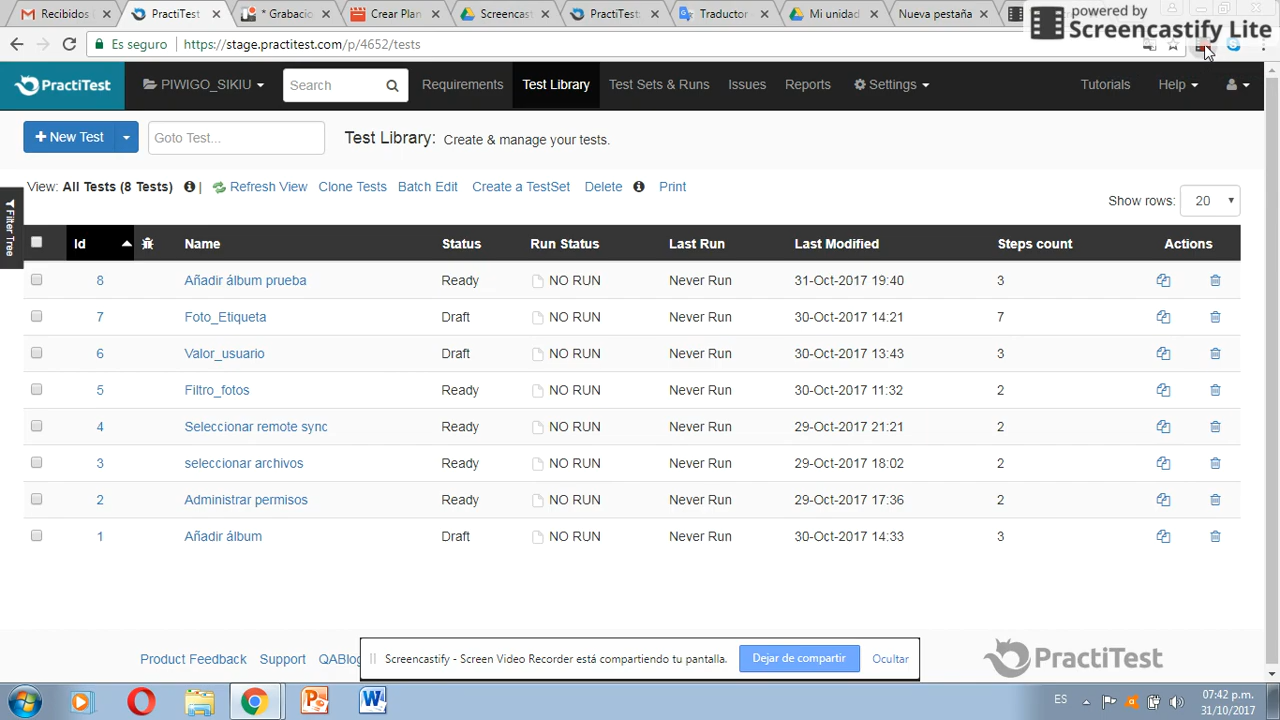 Recibidos
PractiTest
Grabació
Crear Plan
Screencast
PractiTes
Traductor
Mi unidad
Nueva pestaña
powered by
Screencastify Lite
Es seguro
https://stage.practitest.com/p/4652/tests
PractiTest
PIWIGO_SIKIU
Search
Requirements
Test Library
Test Sets & Runs
Issues
Reports
Settings
Tutorials
Help
+ New Test
Goto Test...
Test Library: Create & manage your tests.
View: All Tests (8 Tests) | Refresh View Clone Tests Batch Edit Create a TestSet Delete Print
Show rows: 20
Filter Tree
Id Name Status Run Status Last Run Last Modified Steps count Actions
8 Añadir álbum prueba Ready NO RUN Never Run 31-Oct-2017 19:40 3
7 Foto_Etiqueta Draft NO RUN Never Run 30-Oct-2017 14:21 7
6 Valor_usuario Draft NO RUN Never Run 30-Oct-2017 13:43 3
5 Filtro_fotos Ready NO RUN Never Run 30-Oct-2017 11:32 2
4 Seleccionar remote sync Ready NO RUN Never Run 29-Oct-2017 21:21 2
3 seleccionar archivos Ready NO RUN Never Run 29-Oct-2017 18:02 2
2 Administrar permisos Ready NO RUN Never Run 29-Oct-2017 17:36 2
1 Añadir álbum Draft NO RUN Never Run 30-Oct-2017 14:33 3
Product Feedback Support QABlog
Screencastify - Screen Video Recorder está compartiendo tu pantalla. Dejar de compartir Ocultar
PractiTest
ES
07:42 p.m.
31/10/2017